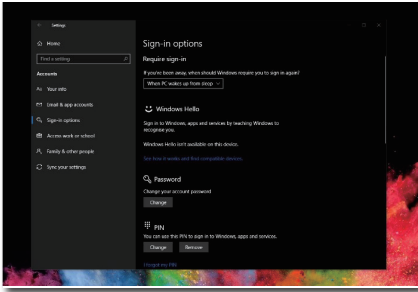 Settings
Home
Find a setting
Accounts
Your info
Email & app accounts
Sign-in options
Access work or school
Family & other people
Sync your settings
Sign-in options
Require sign-in
If you've been away, when should Windows require you to sign in again?
When PC wakes up from sleep
Windows Hello
Sign in to Windows, apps and services by teaching Windows to
recognise you.
Windows Hello isn't available on this device.
See how it works and find compatible devices.
Password
Change your account password
Change
PIN
You can use this PIN to sign in to Windows, apps and services.
Change Remove
I forgot my PIN